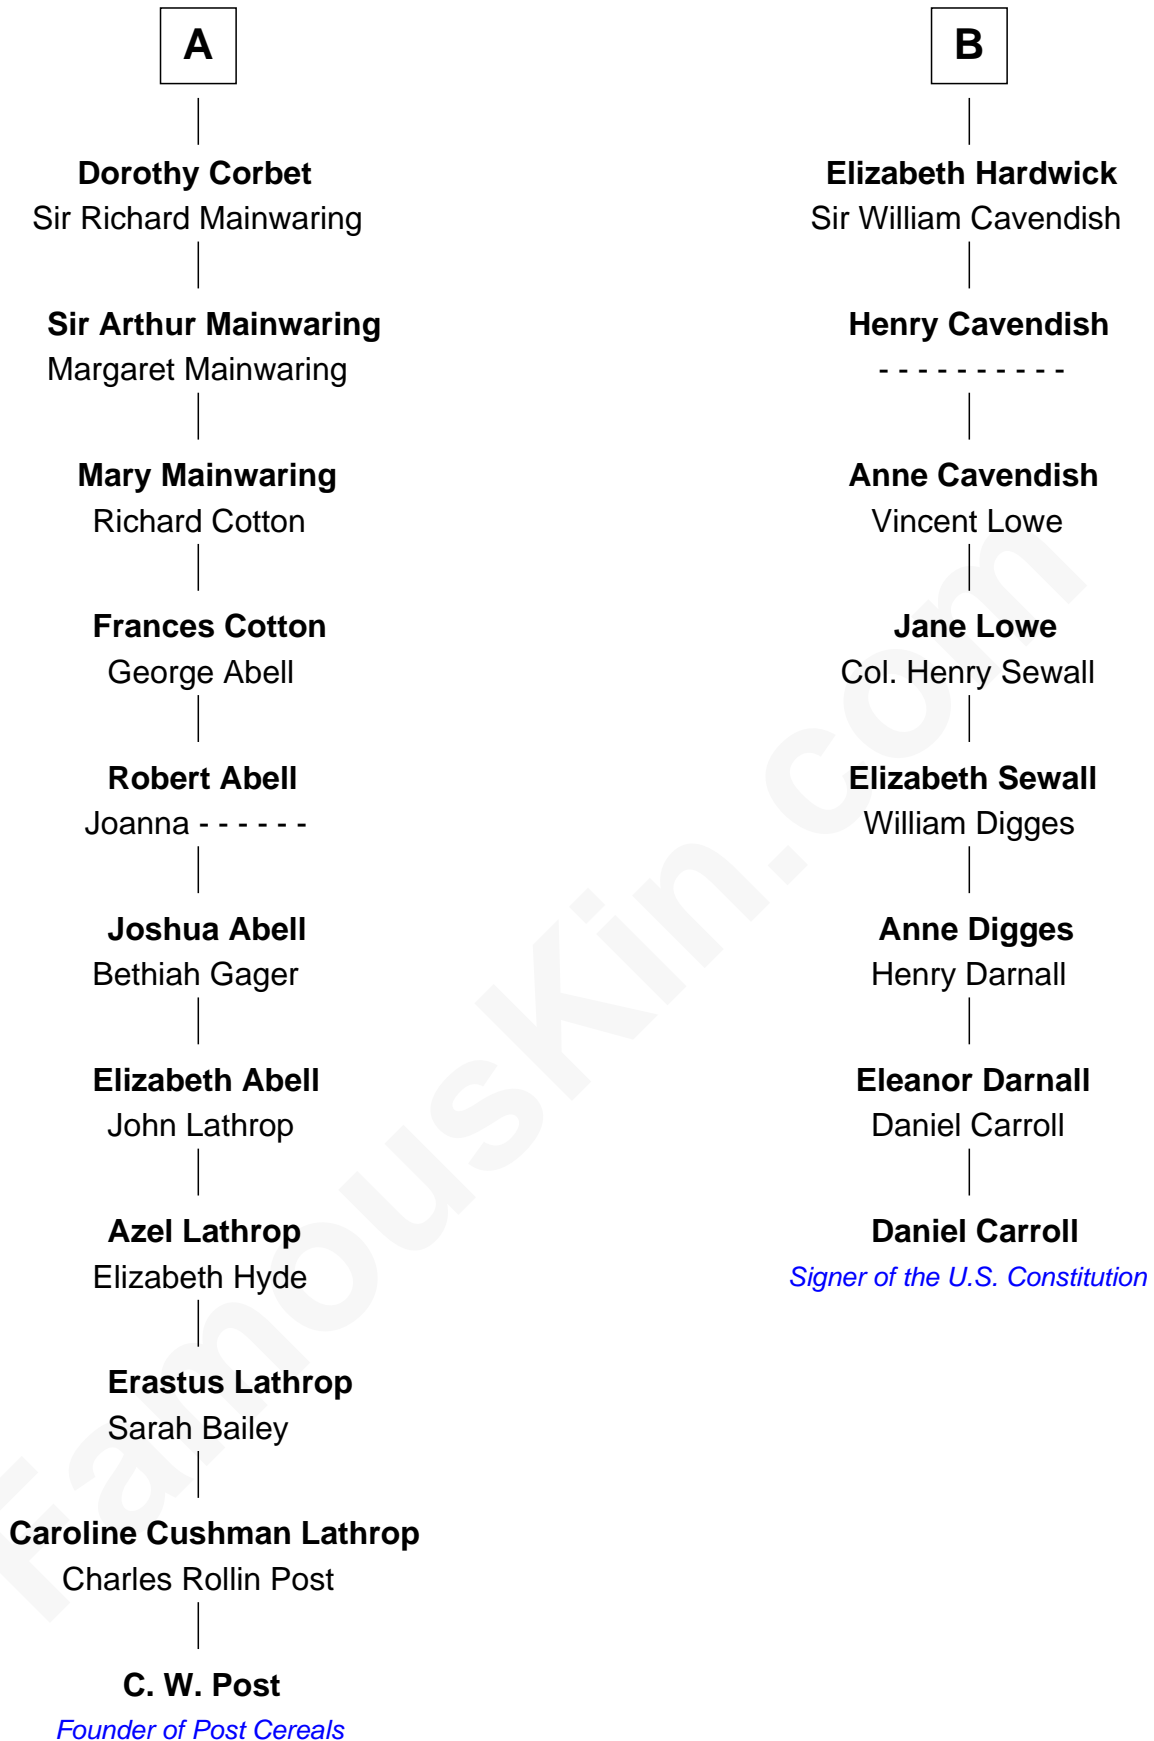 A
Dorothy Corbet
Sir Richard Mainwaring
Sir Arthur Mainwaring
Margaret Mainwaring
Mary Mainwaring
Richard Cotton
Frances Cotton
George Abell
Robert Abell
Joanna - - - - - -
Joshua Abell
Bethiah Gager
Elizabeth Abell
John Lathrop
Azel Lathrop
Elizabeth Hyde
Erastus Lathrop
Sarah Bailey
Caroline Cushman Lathrop
Charles Rollin Post
C. W. Post
Founder of Post Cereals
B
Elizabeth Hardwick
Sir William Cavendish
Henry Cavendish
- - - - - - - - - -
Anne Cavendish
Vincent Lowe
Jane Lowe
Col. Henry Sewall
Elizabeth Sewall
William Digges
Anne Digges
Henry Darnall
Eleanor Darnall
Daniel Carroll
Daniel Carroll
Signer of the U.S. Constitution
FamousKin.com